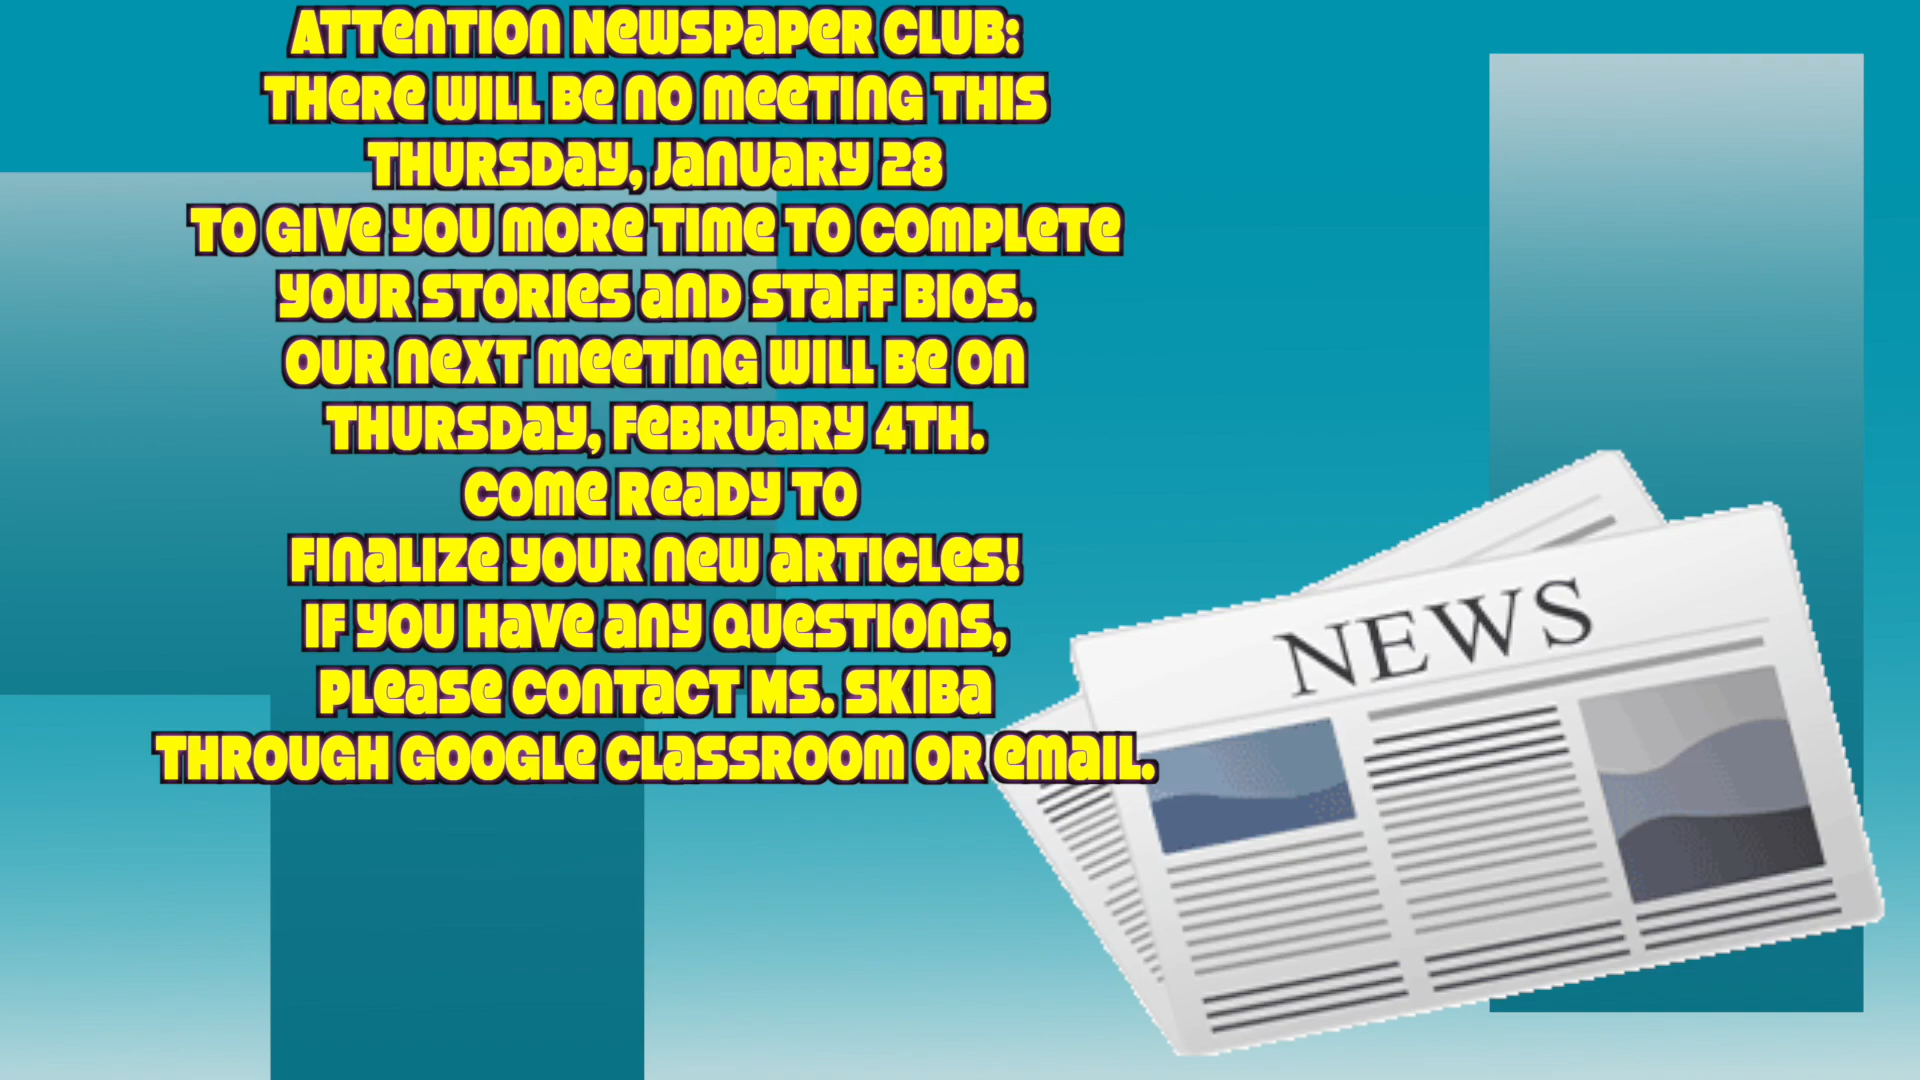 ATTENTION NEWSPAPER CLUB:
THERE WILL BE NO MEETING THIS
THURSDAY, JANUARY 28
TO GIVE YOU MORE TIME TO COMPLETE
YOUR STORIES AND STAFF BIOS.
OUR NEXT MEETING WILL BE ON
THURSDAY, FEBRUARY 4TH.
COME READY TO
FINALIZE YOUR NEW ARTICLES!
IF YOU HAVE ANY QUESTIONS,
PLEASE CONTACT MS. SKIBA
THROUGH GOOGLE CLASSROOM OR EMAIL.
NEWS